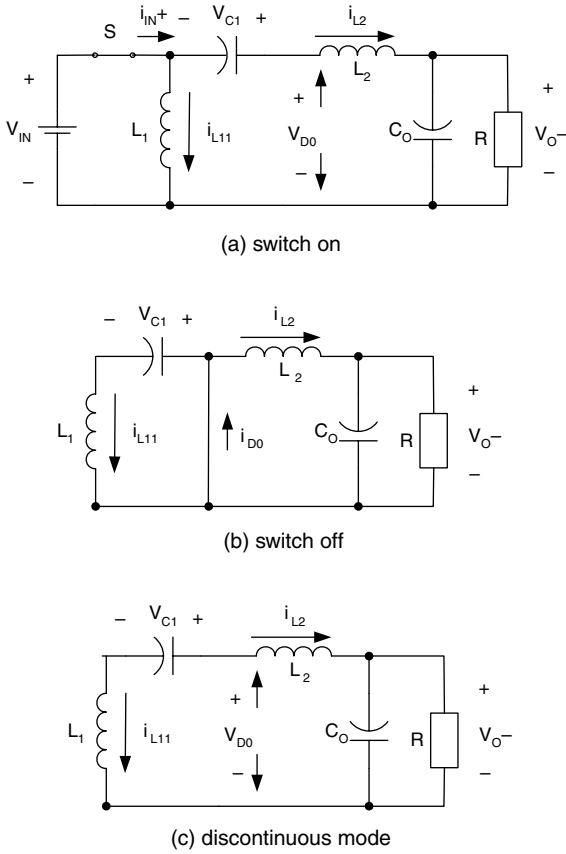 S i_IN+ – V_C1 + i_L2
+ L_2 +
V_IN L_1 i_L11 + V_D0 – C_O R V_O–
– –
(a) switch on
– V_C1 + i_L2
L_2 +
L_1 i_L11 i_D0 C_O R V_O–
–
(b) switch off
– V_C1 + i_L2
L_2 +
L_1 i_L11 + V_D0 – C_O R V_O–
–
(c) discontinuous mode